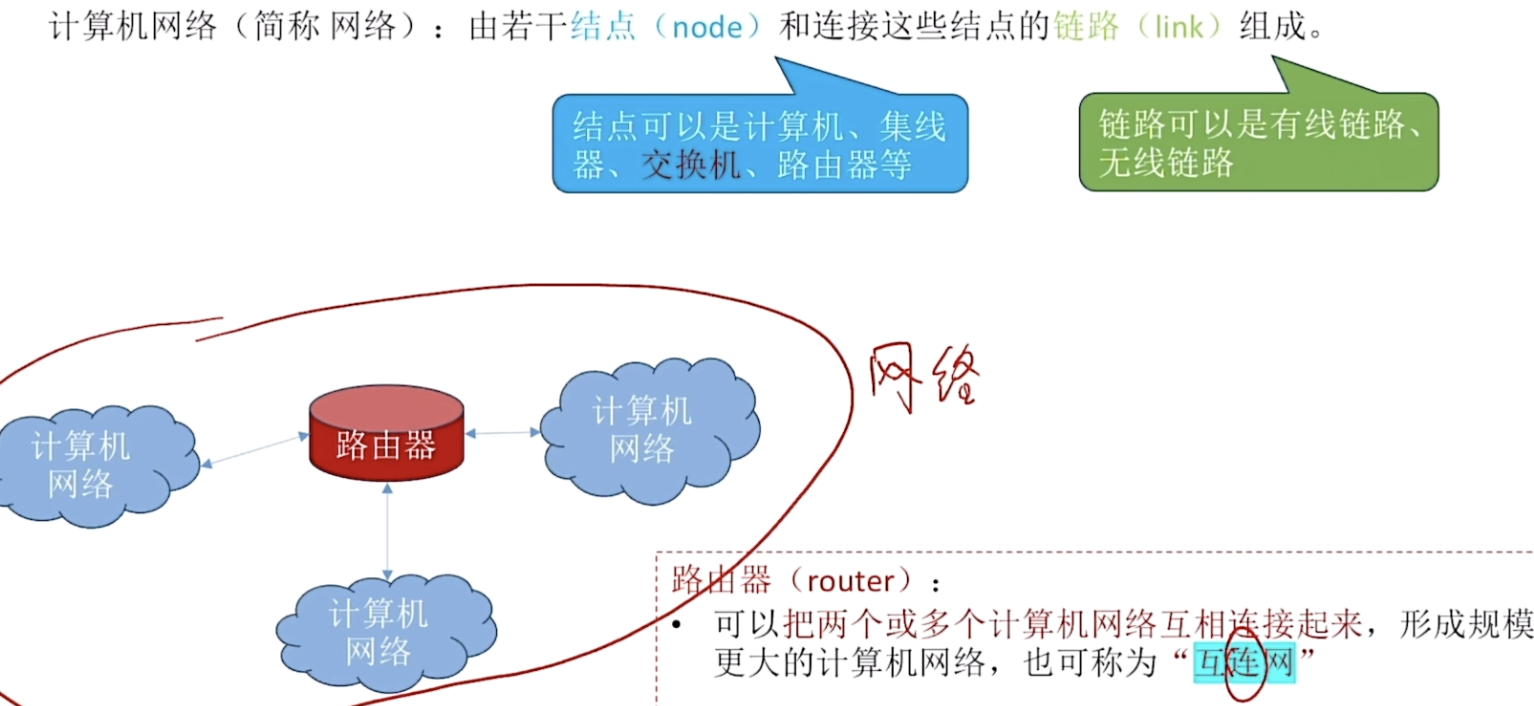 计算机网络（简称 网络）：由若干结点（node）和连接这些结点的链路（link）组成。
结点可以是计算机、集线
器、交换机、路由器等
链路可以是有线链路、
无线链路
网络
计算机
网络
路由器
计算机
网络
计算机
网络
路由器（router）：
• 可以把两个或多个计算机网络互相连接起来，形成规模
更大的计算机网络，也可称为“互连网”